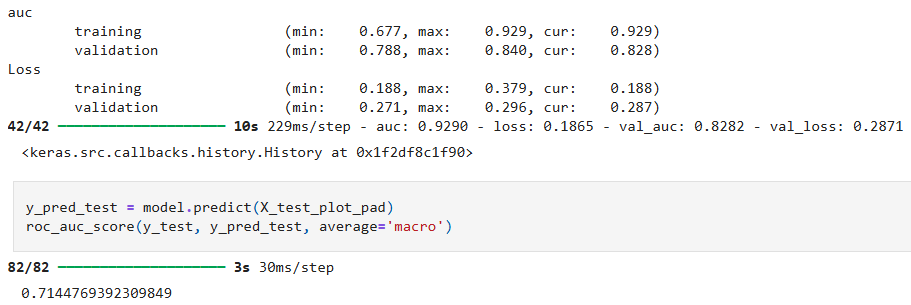 auc
training (min: 0.677, max: 0.929, cur: 0.929)
validation (min: 0.788, max: 0.840, cur: 0.828)
Loss
training (min: 0.188, max: 0.379, cur: 0.188)
validation (min: 0.271, max: 0.296, cur: 0.287)
42/42 ━━━━━━━━━━━━━━━━━━━━ 10s 229ms/step - auc: 0.9290 - loss: 0.1865 - val_auc: 0.8282 - val_loss: 0.2871
<keras.src.callbacks.history.History at 0x1f2df8c1f90>
y_pred_test = model.predict(X_test_plot_pad)
roc_auc_score(y_test, y_pred_test, average='macro')
82/82 ━━━━━━━━━━━━━━━━━━━━ 3s 30ms/step
0.7144769392309849